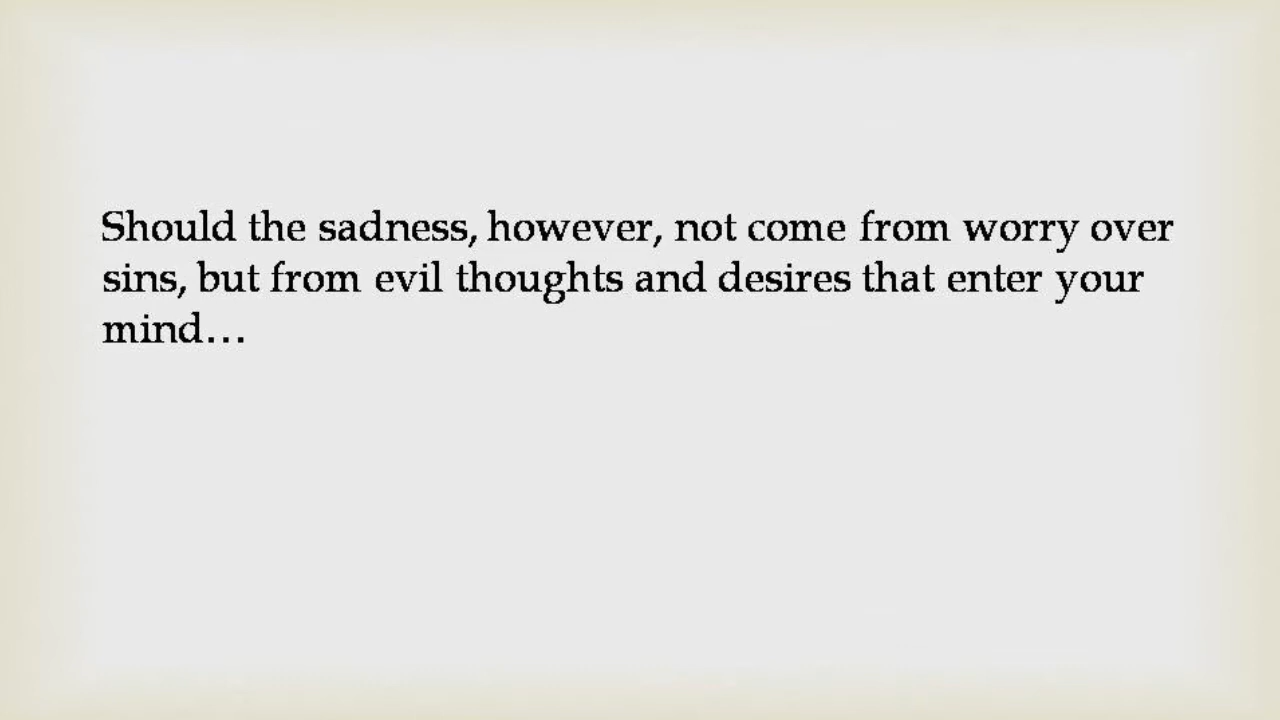 Should the sadness, however, not come from worry over
sins, but from evil thoughts and desires that enter your
mind…